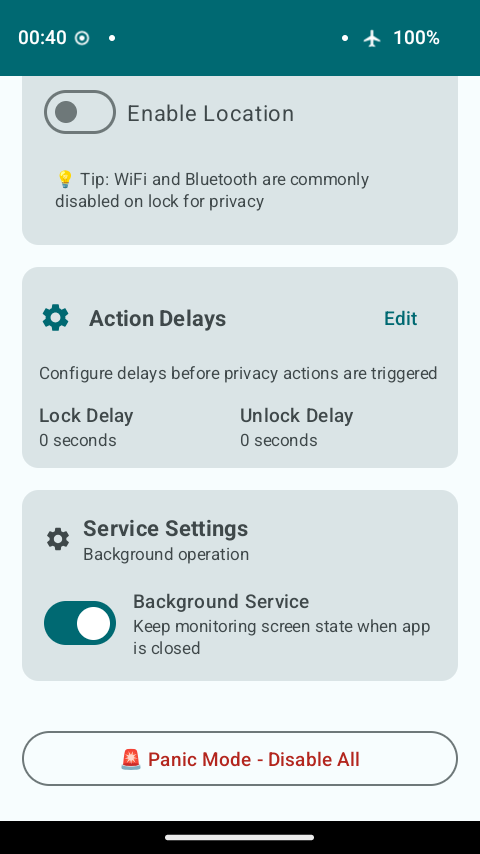 00:40
100%
Enable Location
💡 Tip: WiFi and Bluetooth are commonly
disabled on lock for privacy
Action Delays
Edit
Configure delays before privacy actions are triggered
Lock Delay
Unlock Delay
0 seconds
0 seconds
Service Settings
Background operation
Background Service
Keep monitoring screen state when app
is closed
🚨 Panic Mode - Disable All